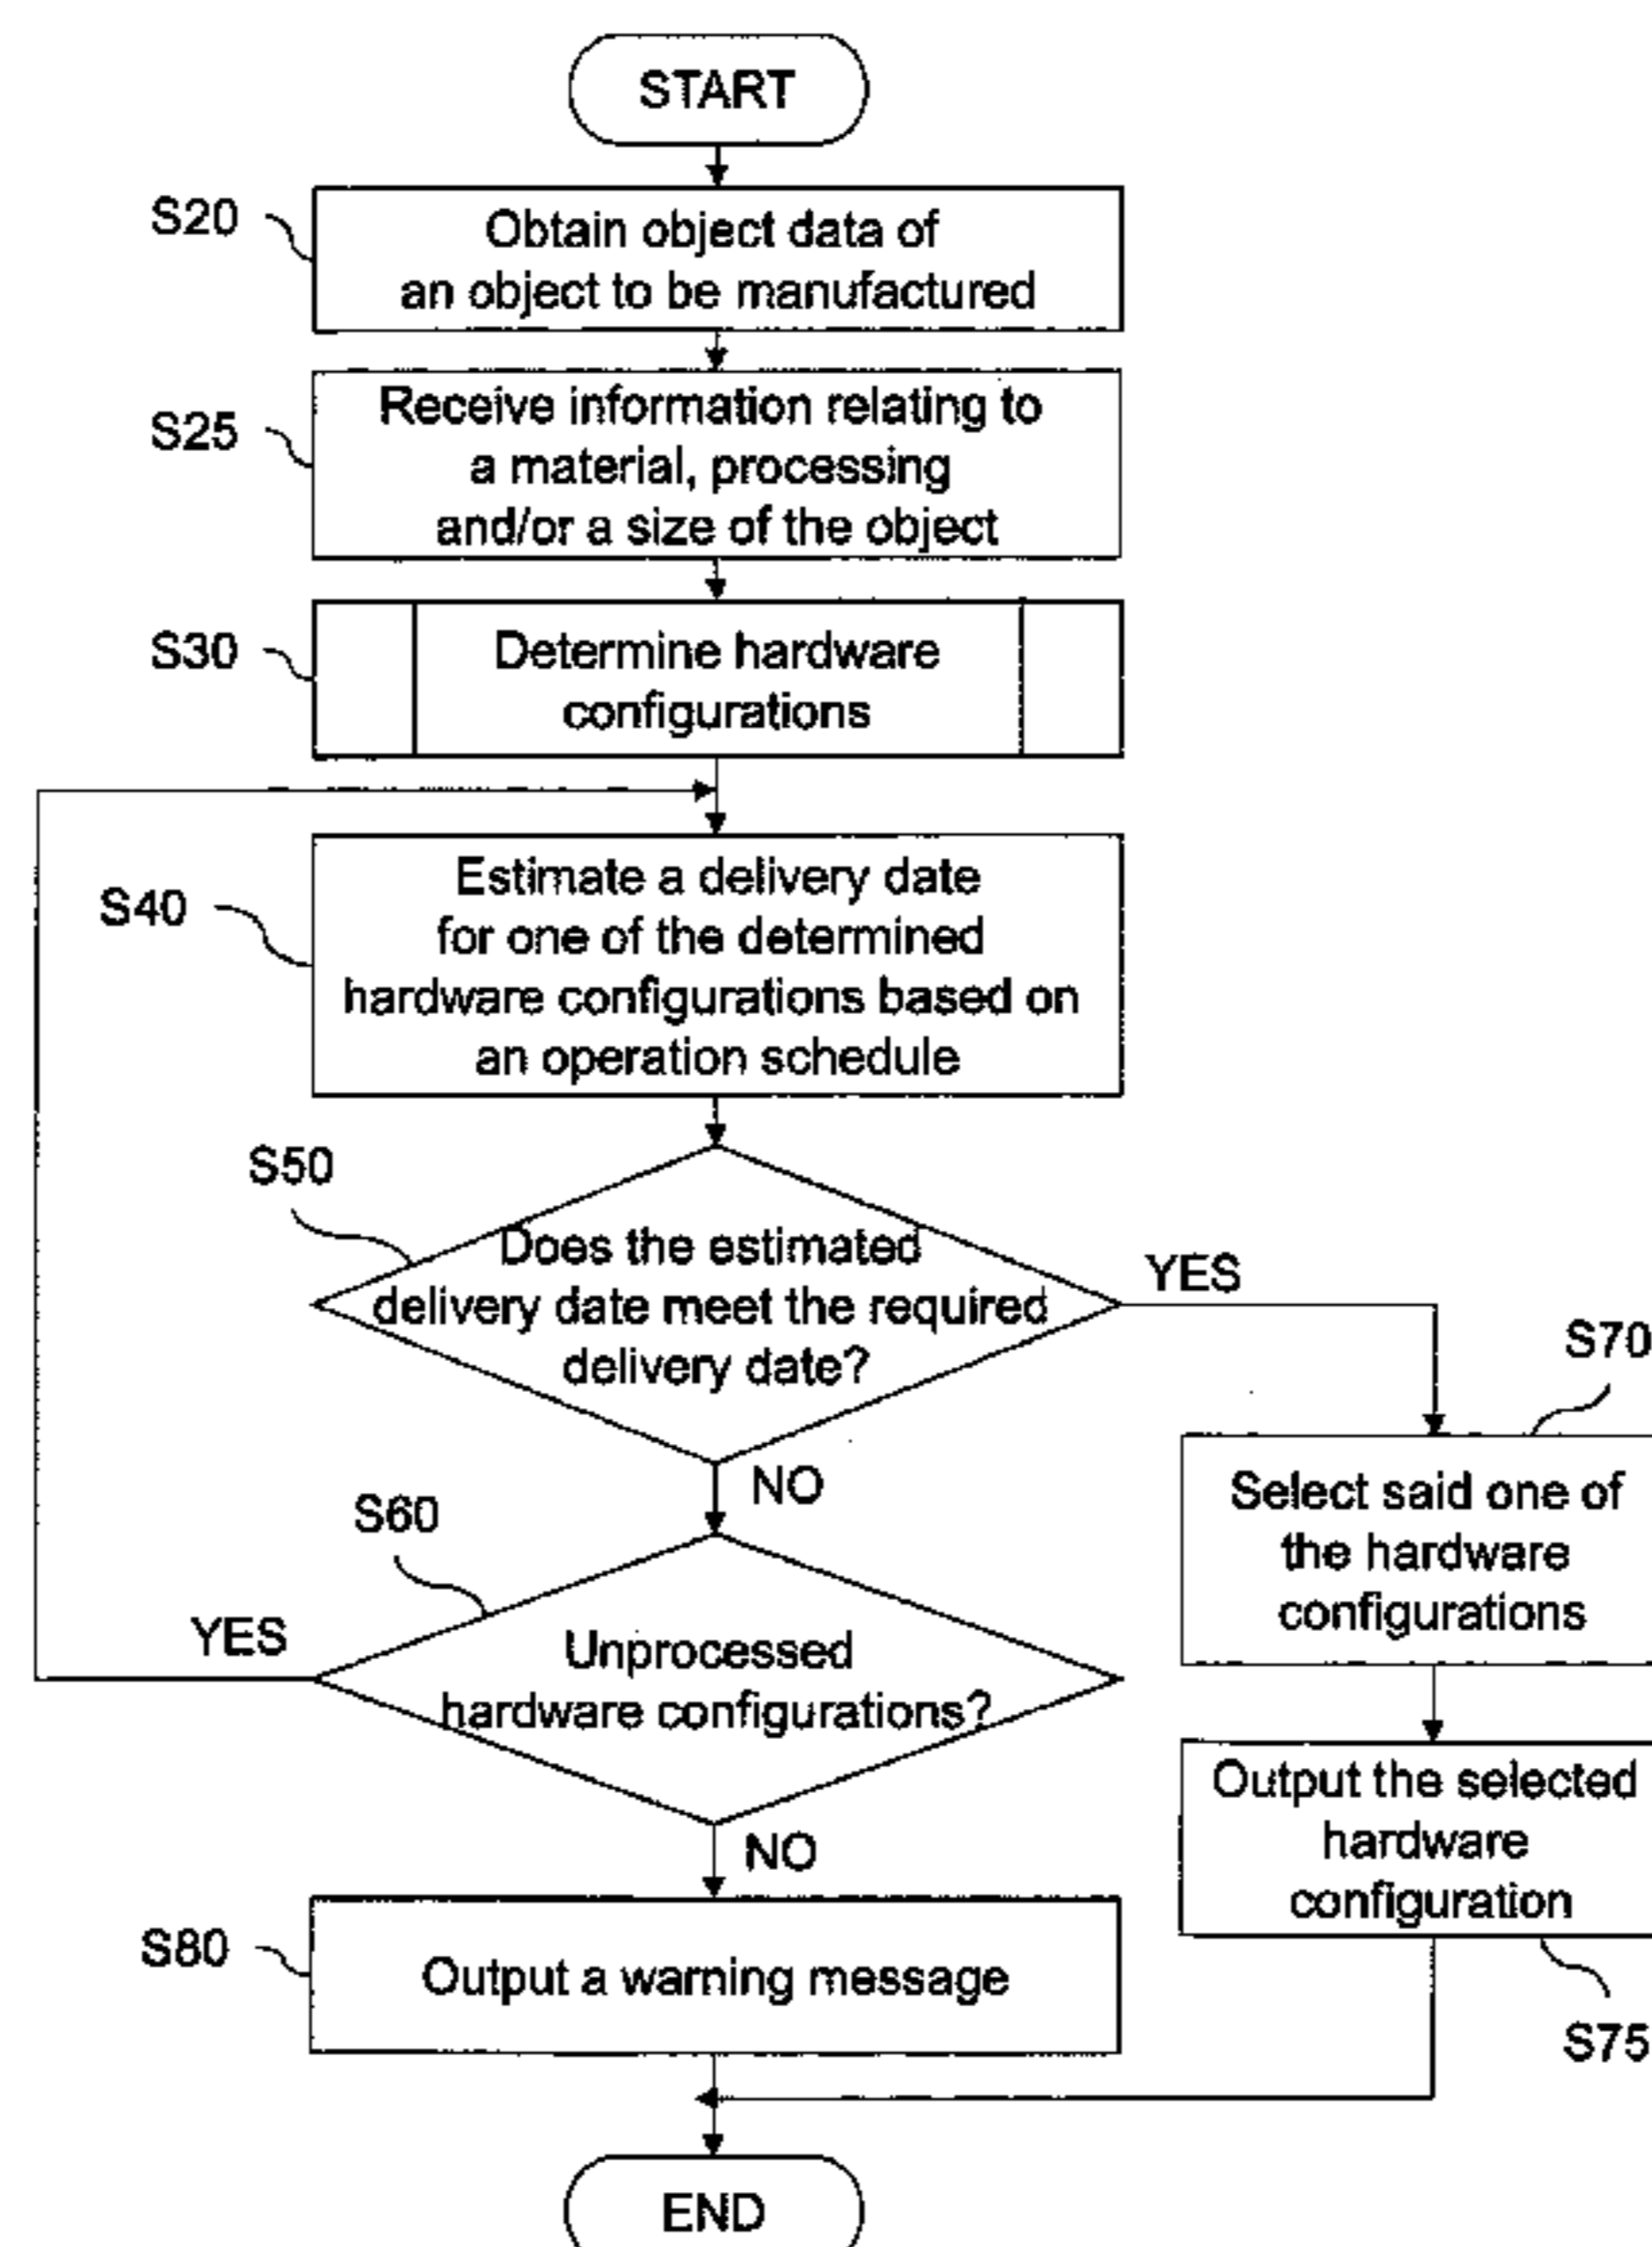 START
S20
Obtain object data of
an object to be manufactured
S25
Receive information relating to
a material, processing
and/or a size of the object
S30
Determine hardware
configurations
S40
Estimate a delivery date
for one of the determined
hardware configurations based on
an operation schedule
S50
Does the estimated
delivery date meet the required
delivery date?
YES
NO
S70
Select said one of
the hardware
configurations
S60
Unprocessed
hardware configurations?
YES
NO
Output the selected
hardware
configuration
S75
S80
Output a warning message
END